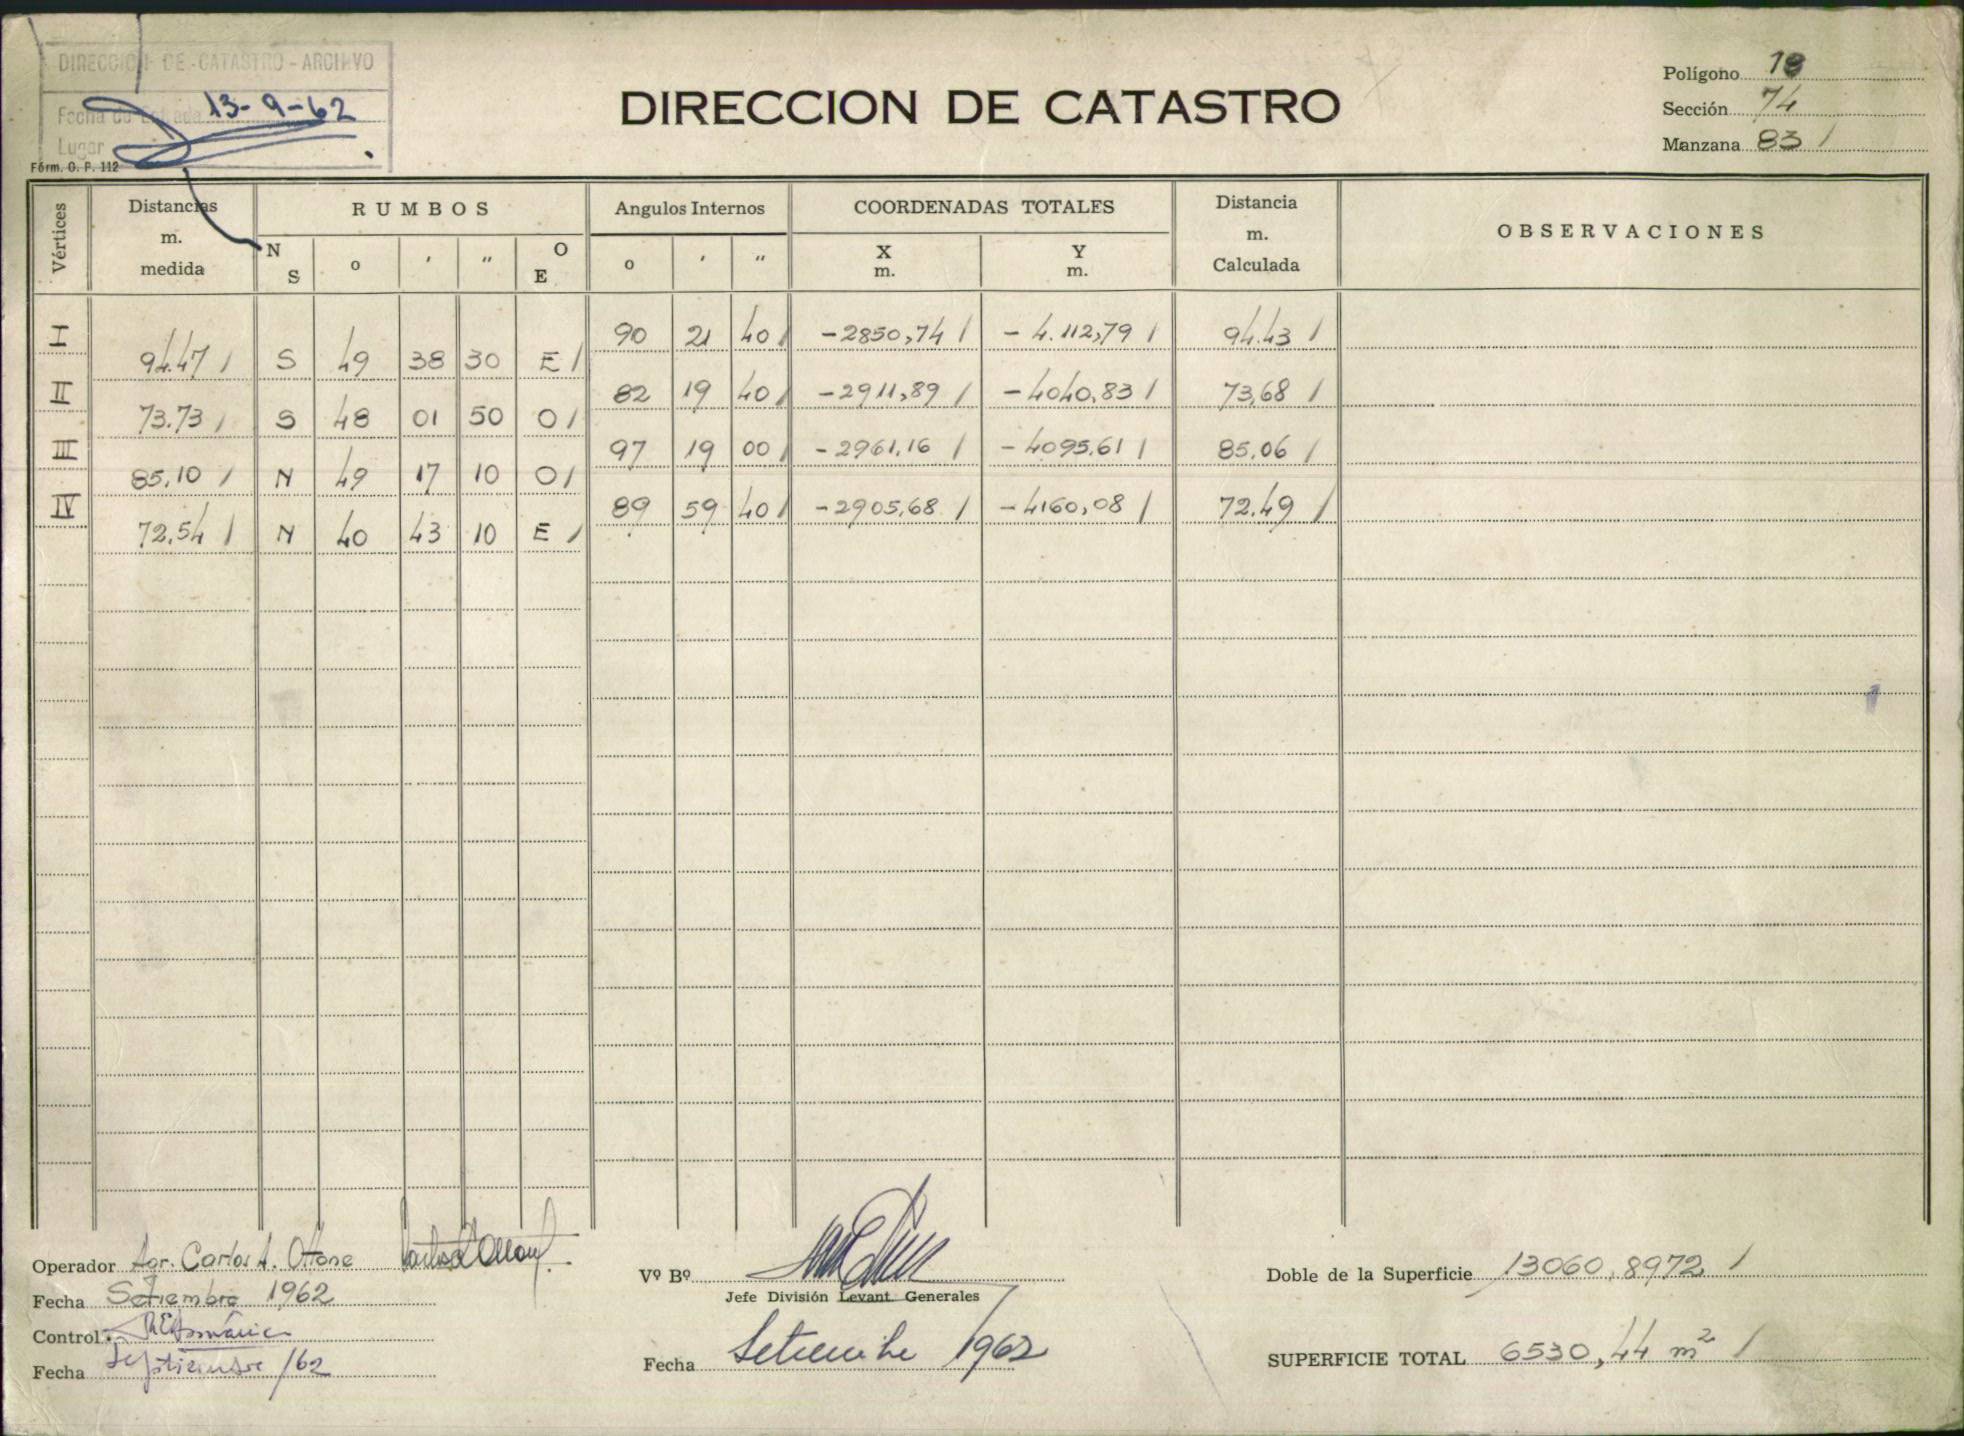 DIRECCION DE CATASTRO - ARCHIVO
13-9-62
Lugar
Fórm. O. P. 112
DIRECCION DE CATASTRO
Polígono 18
Sección 74
Manzana 83 /
Vértices
Distancias m. medida
RUMBOS
N S o ' " O E
Angulos Internos
o ' "
COORDENADAS TOTALES
X m. Y m.
Distancia m. Calculada
OBSERVACIONES
I 90 21 40 / -2850,74 / - 4.112,79 / 94.43 /
94.47 / S 49 38 30 E /
II 82 19 40 / -2911,89 / -4040,83 / 73,68 /
73.73 / S 48 01 50 O /
III 97 19 00 / -2961,16 / -4095,61 / 85,06 /
85,10 / N 49 17 10 O /
IV 89 59 40 / -2905,68 / -4160,08 / 72.49 /
72,54 / N 40 43 10 E /
Operador Agr. Carlos A. Ottone
Fecha Setiembre 1962
Control
Fecha Septiembre /62
Vº Bº
Jefe División Levant. Generales
Fecha Setiembre 1962
Doble de la Superficie 13060,8972 /
SUPERFICIE TOTAL 6530,44 m² /